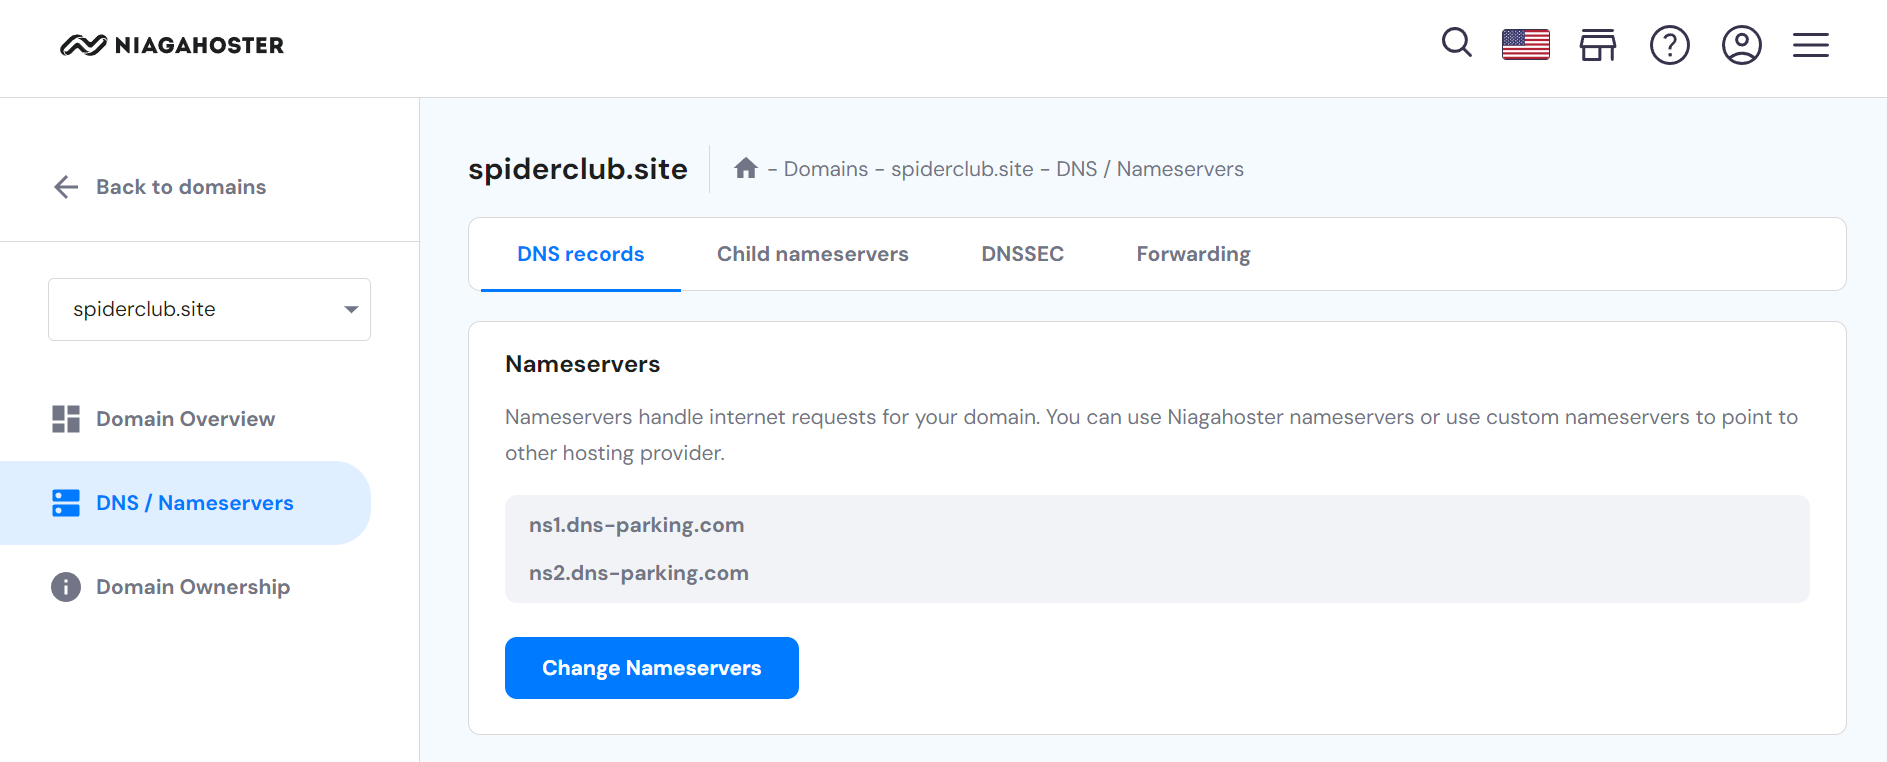 NIAGAHOSTER
Back to domains
spiderclub.site
Domain Overview
DNS / Nameservers
Domain Ownership
spiderclub.site
- Domains - spiderclub.site - DNS / Nameservers
DNS records
Child nameservers
DNSSEC
Forwarding
Nameservers
Nameservers handle internet requests for your domain. You can use Niagahoster nameservers or use custom nameservers to point to
other hosting provider.
ns1.dns-parking.com
ns2.dns-parking.com
Change Nameservers